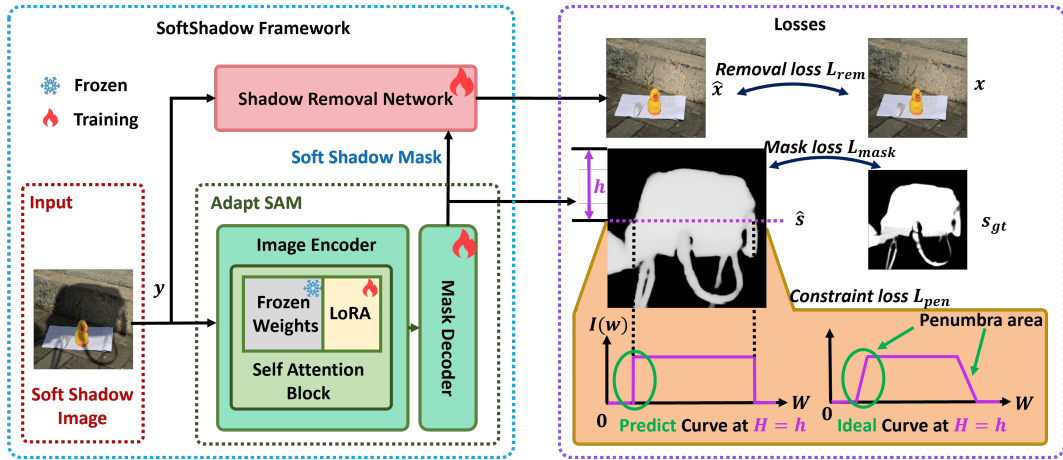 SoftShadow Framework
Frozen
Training
Shadow Removal Network
Soft Shadow Mask
Input
y
Soft Shadow
Image
Adapt SAM
Image Encoder
Frozen
Weights
LoRA
Self Attention
Block
Mask Decoder
Losses
Removal loss L_rem
x̂
x
Mask loss L_mask
h
ŝ
s_gt
Constraint loss L_pen
I(w)
Penumbra area
0
W
0
W
Predict Curve at H = h
Ideal Curve at H = h